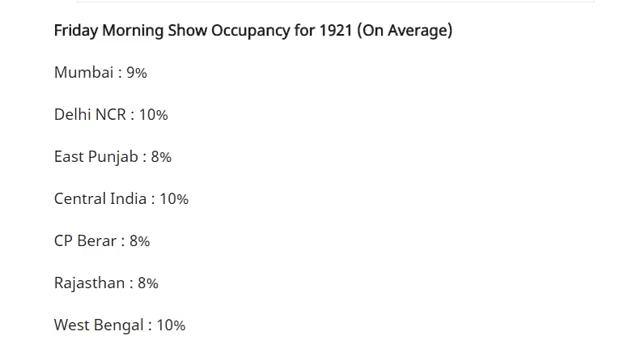 Friday Morning Show Occupancy for 1921 (On Average)
Mumbai : 9%
Delhi NCR : 10%
East Punjab : 8%
Central India : 10%
CP Berar : 8%
Rajasthan : 8%
West Bengal : 10%